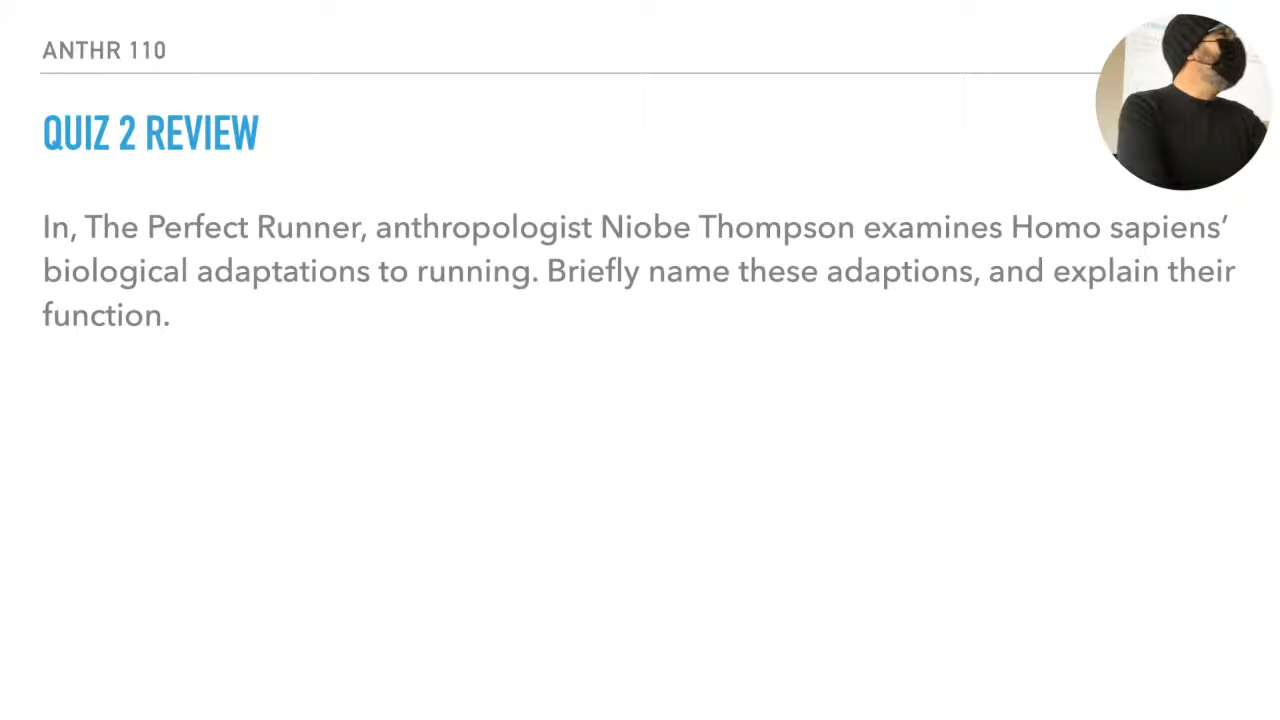 ANTHR 110
QUIZ 2 REVIEW
In, The Perfect Runner, anthropologist Niobe Thompson examines Homo sapiens’
biological adaptations to running. Briefly name these adaptions, and explain their
function.